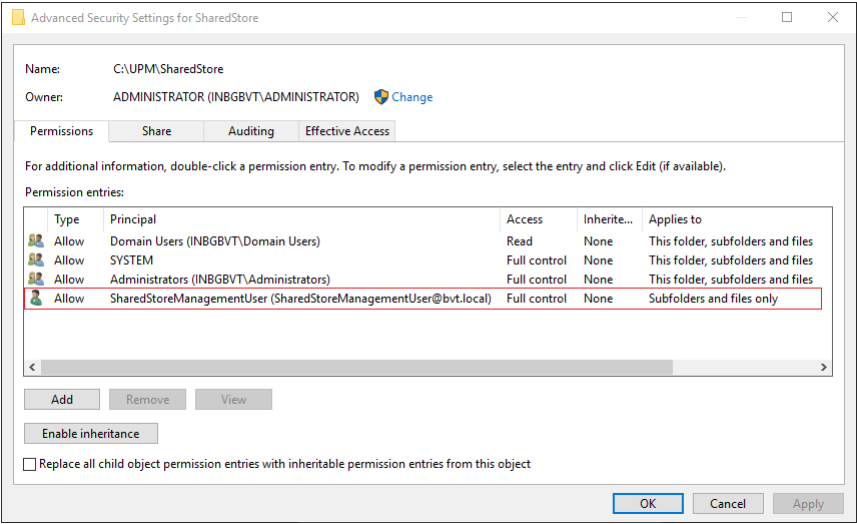 Advanced Security Settings for SharedStore
Name: C:\UPM\SharedStore
Owner: ADMINISTRATOR (INBGBVT\ADMINISTRATOR) Change
Permissions Share Auditing Effective Access
For additional information, double-click a permission entry. To modify a permission entry, select the entry and click Edit (if available).
Permission entries:
Type Principal Access Inherite... Applies to
Allow Domain Users (INBGBVT\Domain Users) Read None This folder, subfolders and files
Allow SYSTEM Full control None This folder, subfolders and files
Allow Administrators (INBGBVT\Administrators) Full control None This folder, subfolders and files
Allow SharedStoreManagementUser (SharedStoreManagementUser@bvt.local) Full control None Subfolders and files only
Add Remove View
Enable inheritance
Replace all child object permission entries with inheritable permission entries from this object
OK Cancel Apply